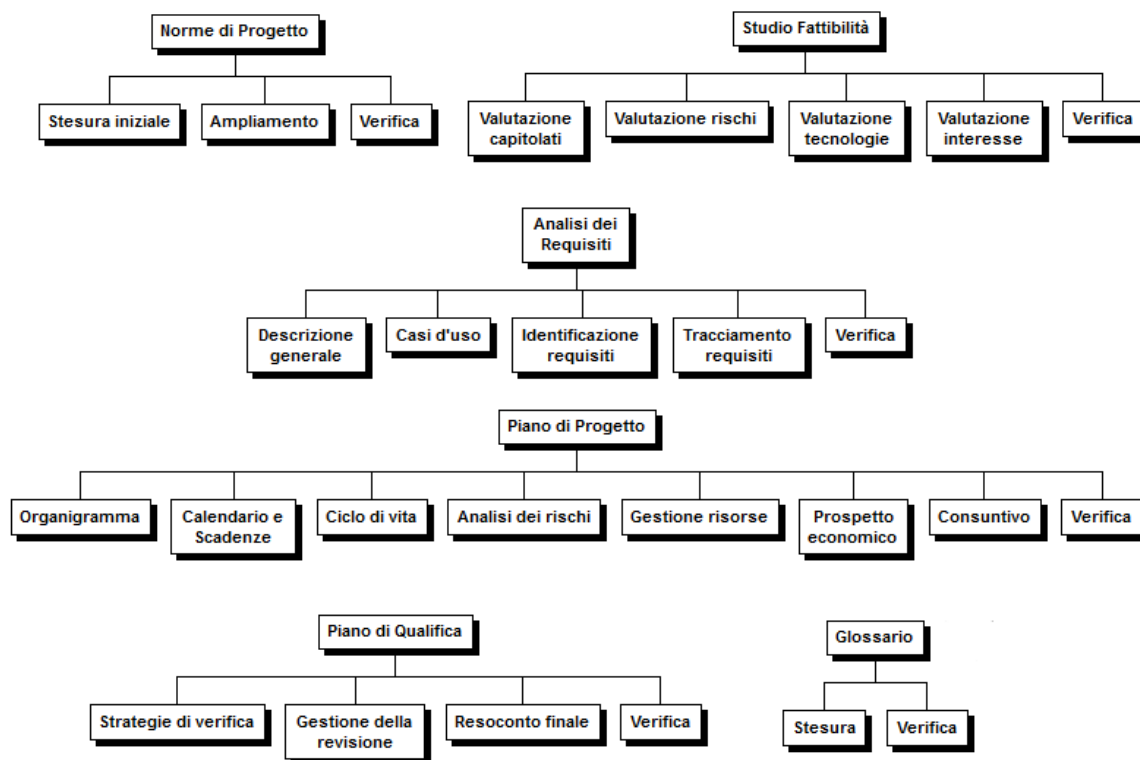 Norme di Progetto
Studio Fattibilità
Stesura iniziale
Ampliamento
Verifica
Valutazione
capitolati
Valutazione rischi
Valutazione
tecnologie
Valutazione
interesse
Verifica
Analisi dei
Requisiti
Descrizione
generale
Casi d'uso
Identificazione
requisiti
Tracciamento
requisiti
Verifica
Piano di Progetto
Organigramma
Calendario e
Scadenze
Ciclo di vita
Analisi dei rischi
Gestione risorse
Prospetto
economico
Consuntivo
Verifica
Piano di Qualifica
Glossario
Strategie di verifica
Gestione della
revisione
Resoconto finale
Verifica
Stesura
Verifica